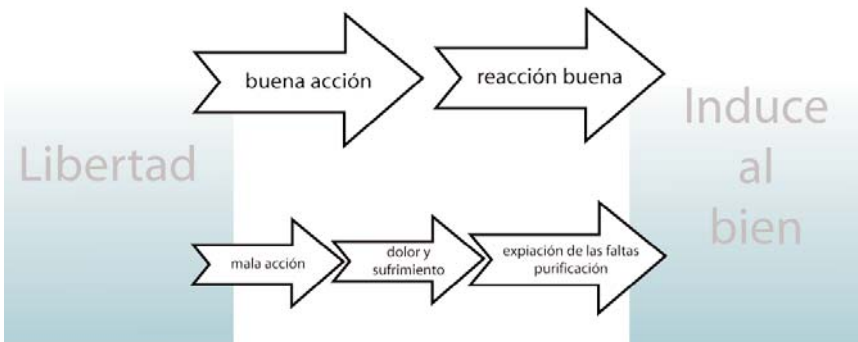 buena acción
reacción buena
Libertad
Induce
al
bien
mala acción
dolor y
sufrimiento
expiación de las faltas
purificación